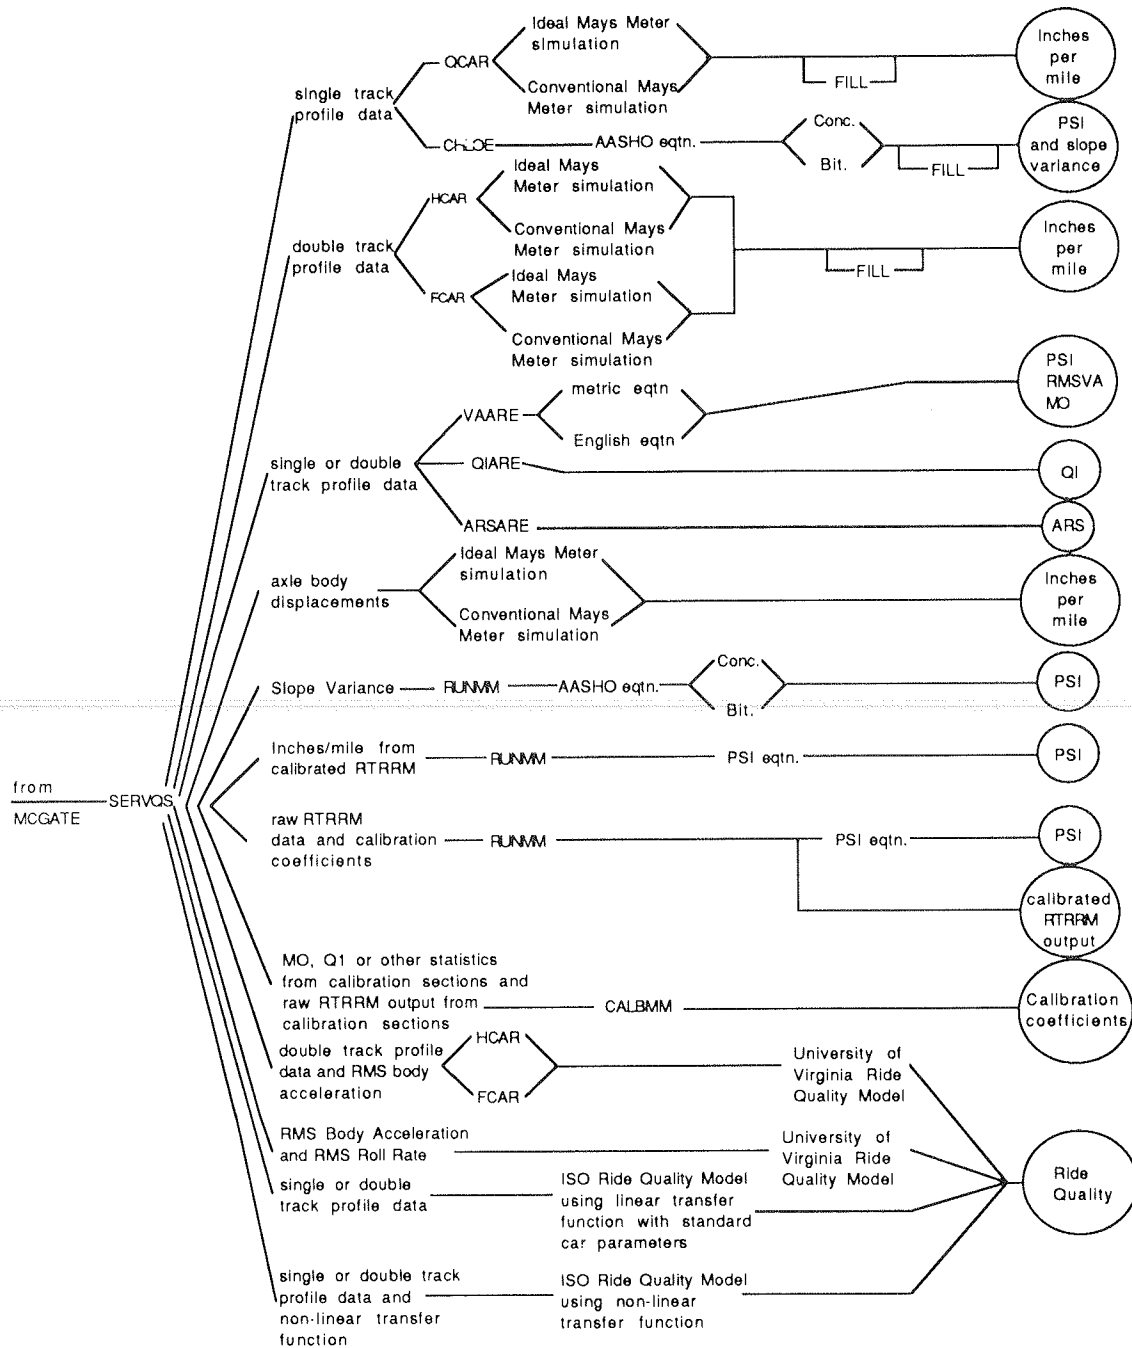 Ideal Mays Meter
simulation
QCAR
Conventional Mays
Meter simulation
FILL
Inches
per
mile
single track
profile data
CHLOE
AASHO eqtn.
Conc.
Bit.
FILL
PSI
and slope
variance
Ideal Mays
Meter simulation
HCAR
Conventional Mays
Meter simulation
double track
profile data
Ideal Mays
Meter simulation
FCAR
Conventional Mays
Meter simulation
FILL
Inches
per
mile
metric eqtn
VAARE
English eqtn
PSI
RMSVA
MO
single or double
track profile data
QIARE
QI
ARSARE
ARS
Ideal Mays Meter
simulation
axle body
displacements
Conventional Mays
Meter simulation
Inches
per
mile
Slope Variance
RUNMM
AASHO eqtn.
Conc.
Bit.
PSI
Inches/mile from
calibrated RTRRM
RUNMM
PSI eqtn.
PSI
from
MCGATE
SERVQS
raw RTRRM
data and calibration
coefficients
RUNMM
PSI eqtn.
PSI
calibrated
RTRRM
output
MO, Q1 or other statistics
from calibration sections and
raw RTRRM output from
calibration sections
CALBMM
Calibration
coefficients
double track profile
data and RMS body
acceleration
HCAR
FCAR
University of
Virginia Ride
Quality Model
RMS Body Acceleration
and RMS Roll Rate
University of
Virginia Ride
Quality Model
Ride
Quality
single or double
track profile data
ISO Ride Quality Model
using linear transfer
function with standard
car parameters
single or double track
profile data and
non-linear transfer
function
ISO Ride Quality Model
using non-linear
transfer function